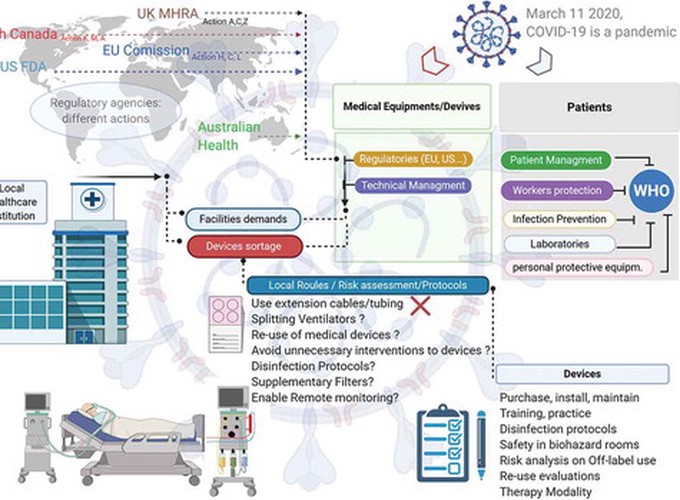 UK MHRA
Action A,C,Z
h Canada
Action K, M, A
EU Comission
Action H, C, L
US FDA
Regulatory agencies:
different actions
Australian
Health
March 11 2020,
COVID-19 is a pandemic
Medical Equipments/Devives
Patients
Regulatories (EU, US...)
Technical Managment
Patient Managment
Workers protection
Infection Prevention
Laboratories
personal protective equipm.
WHO
Local
althcare
stitution
Facilities demands
Devices sortage
Local Roules / Risk assessment/Protocols
Use extension cables/tubing
Splitting Ventilators ?
Re-use of medical devices ?
Avoid unnecessary interventions to devices ?
Disinfection Protocols?
Supplementary Filters?
Enable Remote monitoring?
Devices
Purchase, install, maintain
Training, practice
Disinfection protocols
Safety in biohazard rooms
Risk analysis on Off-label use
Re-use evaluations
Therapy Modality